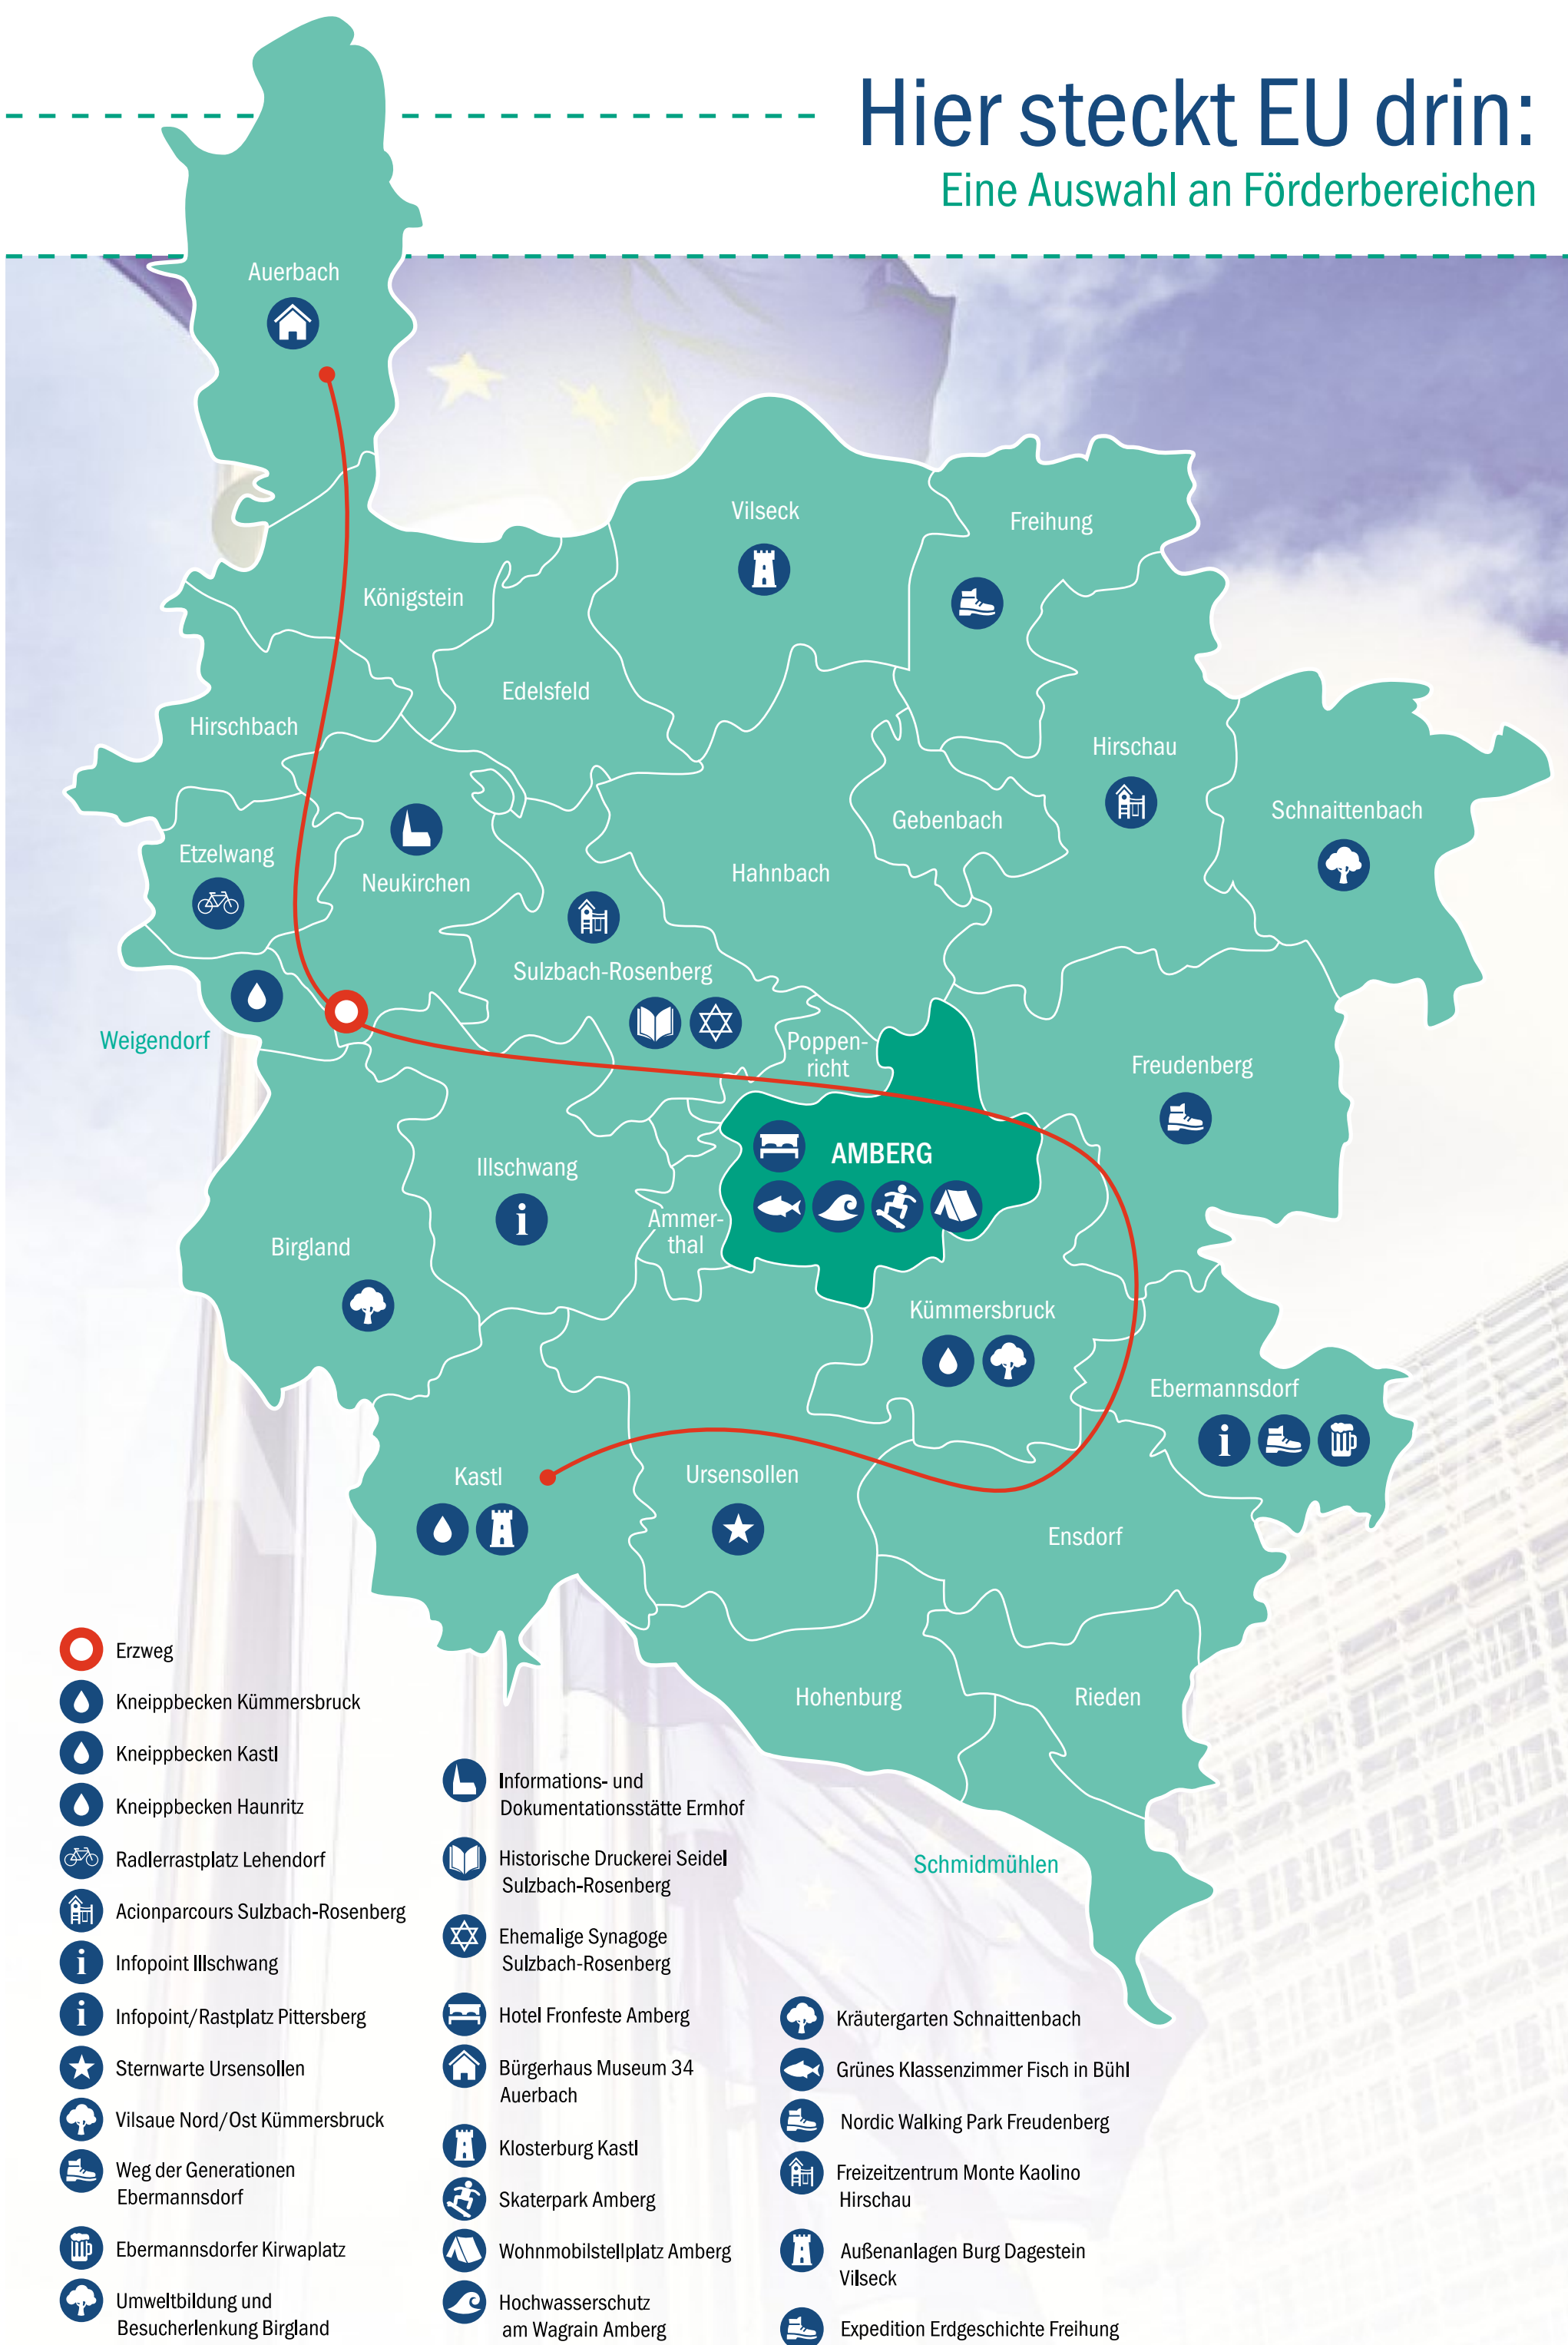 Hier steckt EU drin:
Eine Auswahl an Förderbereichen
Auerbach
Vilseck
Freihung
Königstein
Edelsfeld
Hirschbach
Hirschau
Schnaittenbach
Gebenbach
Etzelwang
Neukirchen
Hahnbach
Sulzbach-Rosenberg
Weigendorf
Poppen-
richt
Freudenberg
AMBERG
Illschwang
Ammer-
thal
Birgland
Kümmersbruck
Ebermannsdorf
Kastl
Ursensollen
Ensdorf
Hohenburg
Rieden
Schmidmühlen
Erzweg
Kneippbecken Kümmersbruck
Kneippbecken Kastl
Kneippbecken Haunritz
Radlerrastplatz Lehendorf
Acionparcours Sulzbach-Rosenberg
Infopoint Illschwang
Infopoint/Rastplatz Pittersberg
Sternwarte Ursensollen
Vilsaue Nord/Ost Kümmersbruck
Weg der Generationen
Ebermannsdorf
Ebermannsdorfer Kirwaplatz
Umweltbildung und
Besucherlenkung Birgland
Informations- und
Dokumentationsstätte Ermhof
Historische Druckerei Seidel
Sulzbach-Rosenberg
Ehemalige Synagoge
Sulzbach-Rosenberg
Hotel Fronfeste Amberg
Bürgerhaus Museum 34
Auerbach
Klosterburg Kastl
Skaterpark Amberg
Wohnmobilstellplatz Amberg
Hochwasserschutz
am Wagrain Amberg
Kräutergarten Schnaittenbach
Grünes Klassenzimmer Fisch in Bühl
Nordic Walking Park Freudenberg
Freizeitzentrum Monte Kaolino
Hirschau
Außenanlagen Burg Dagestein
Vilseck
Expedition Erdgeschichte Freihung